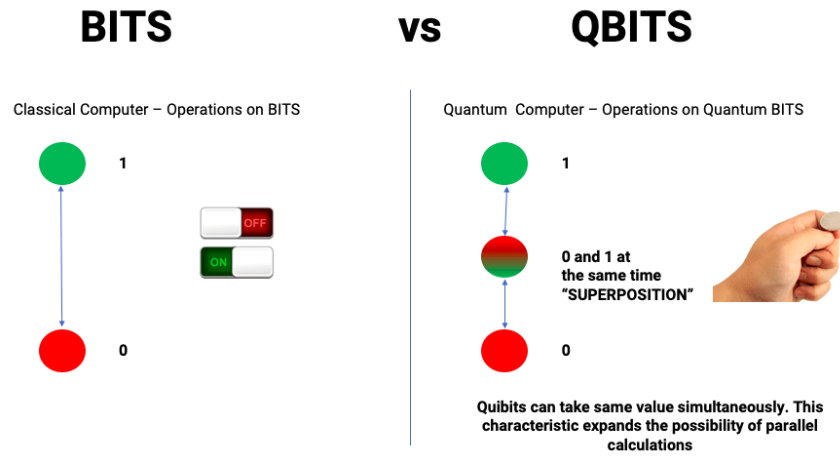 BITS vs QBITS
Classical Computer – Operations on BITS
1
OFF
ON
0
Quantum Computer – Operations on Quantum BITS
1
0 and 1 at
the same time
“SUPERPOSITION”
0
Quibits can take same value simultaneously. This
characteristic expands the possibility of parallel
calculations